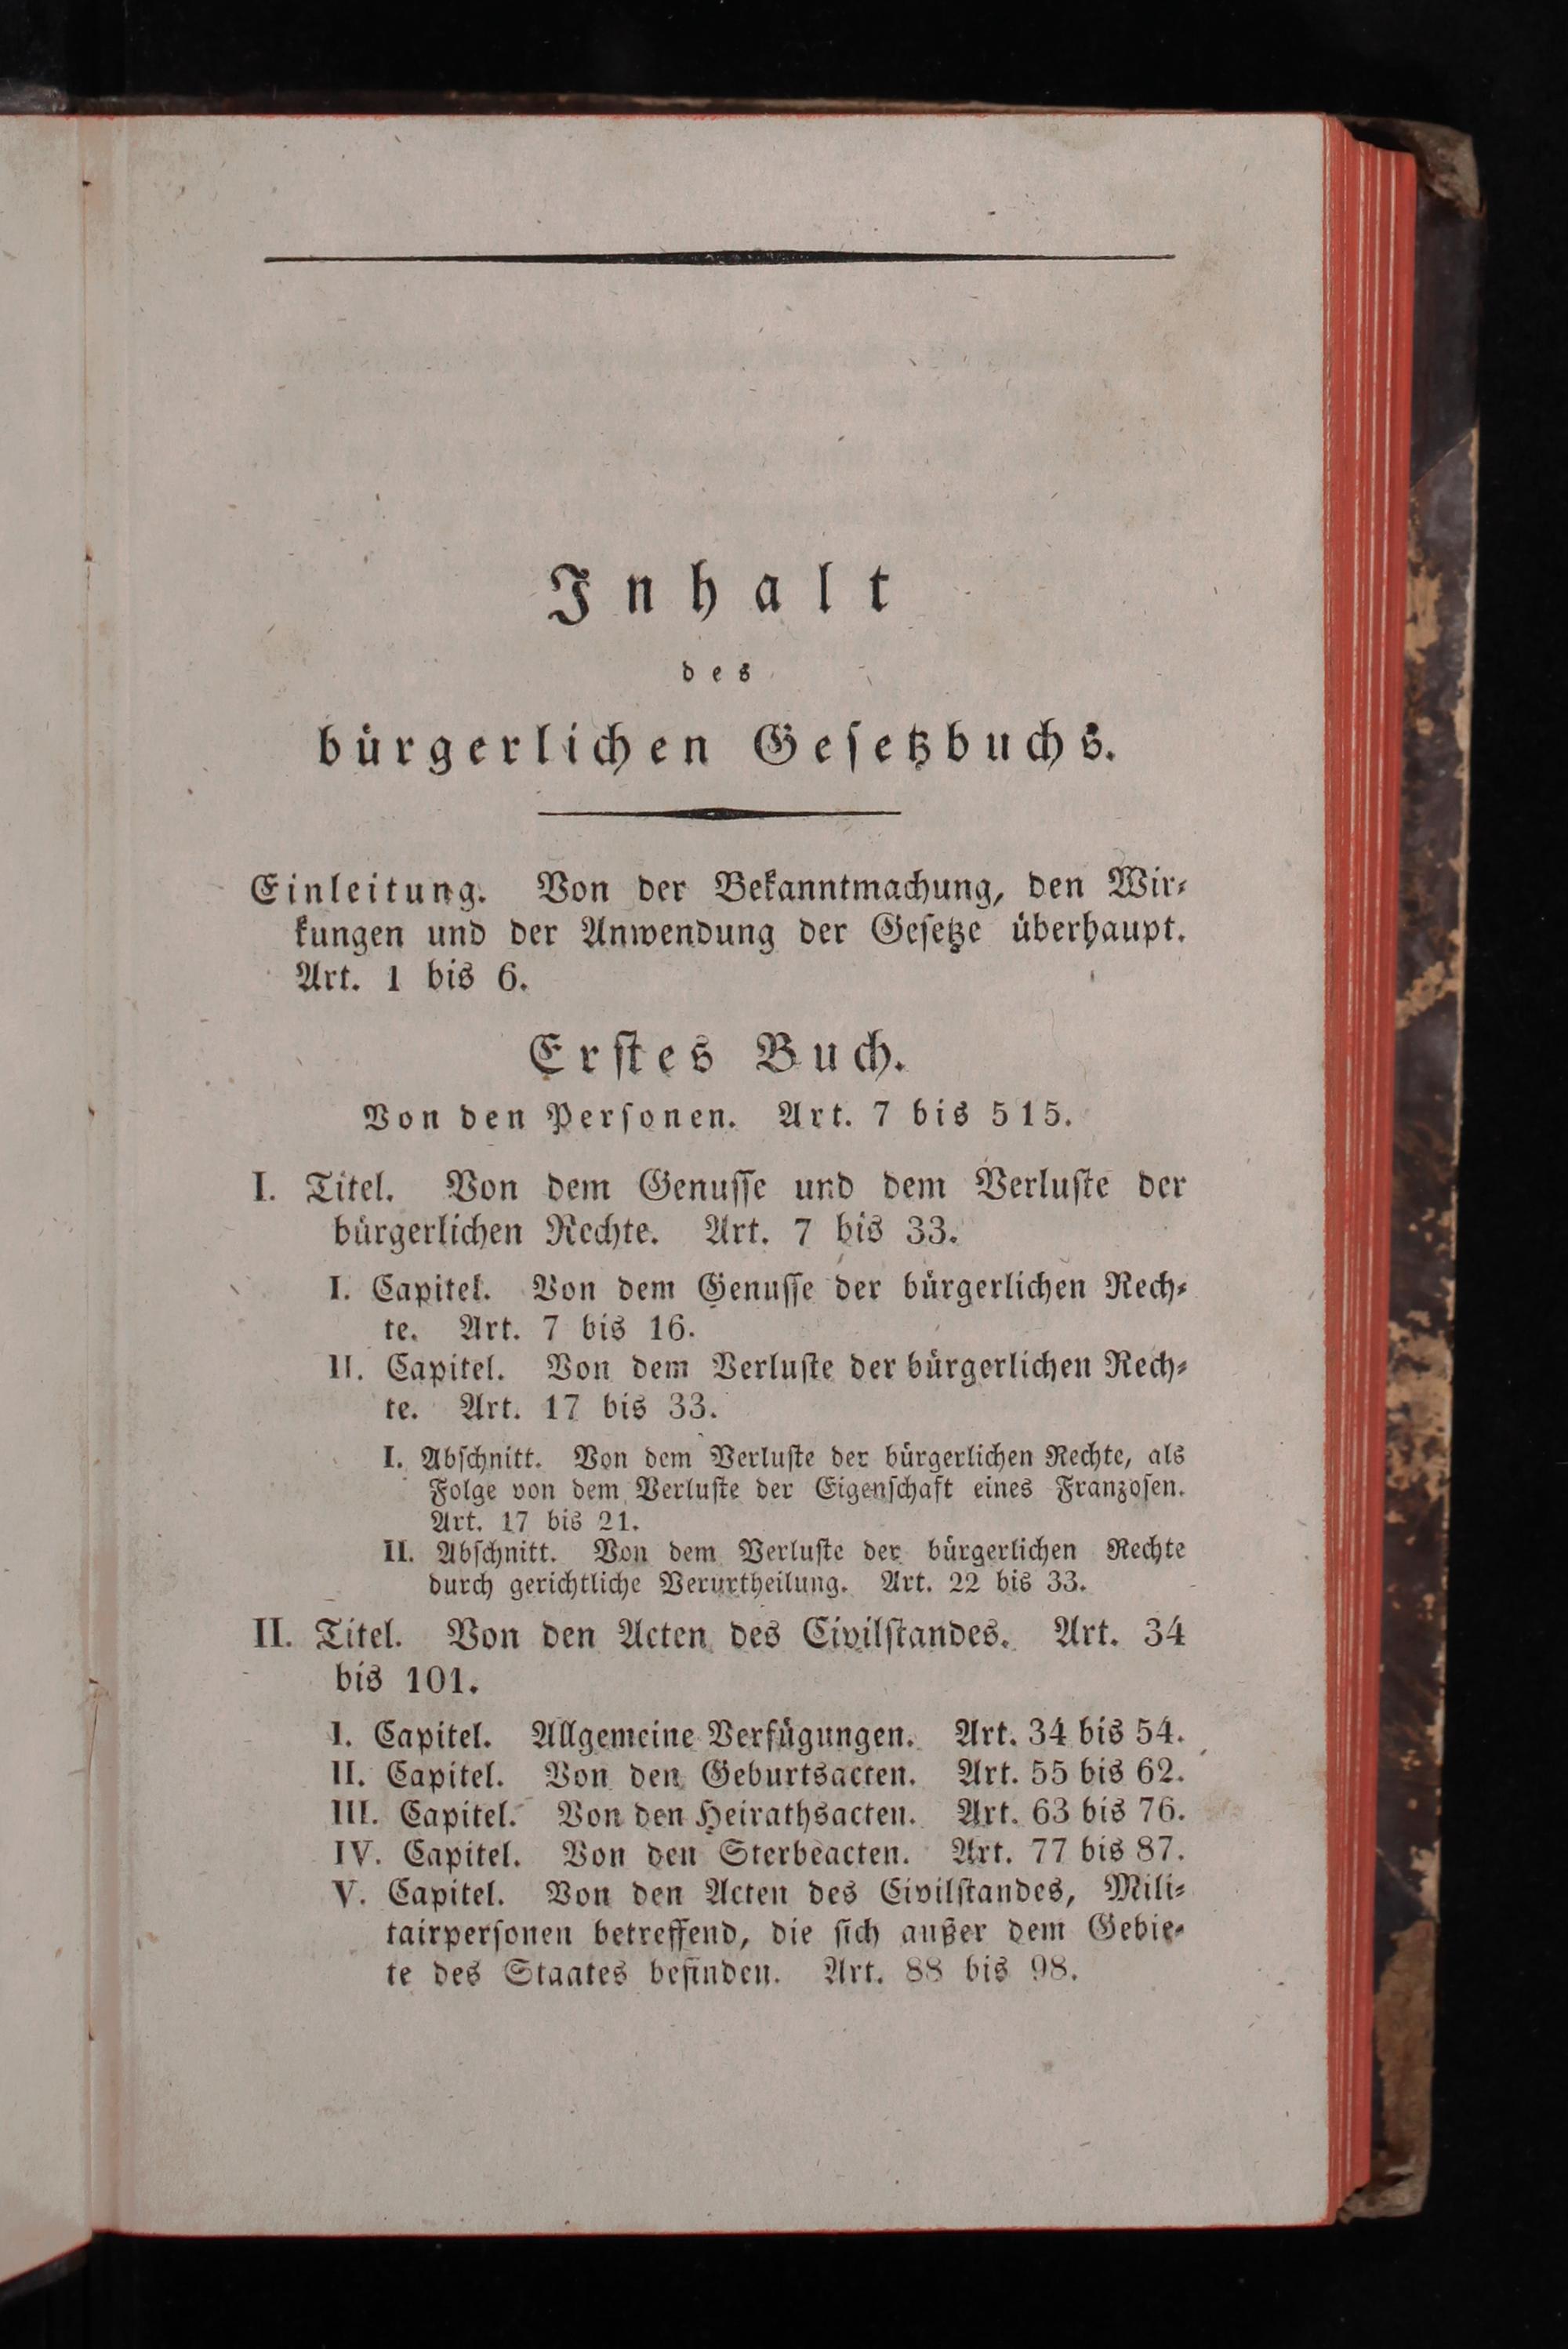 Inhalt
des
bürgerlichen Gesetzbuchs.
Einleitung. Von der Bekanntmachung, den Wir-
kungen und der Anwendung der Gesetze überhaupt.
Art. 1 bis 6.
Erstes Buch.
Von den Personen. Art. 7 bis 515.
I. Titel. Von dem Genusse und dem Verluste der
bürgerlichen Rechte. Art. 7 bis 33.
I. Capitel. Von dem Genusse der bürgerlichen Rech-
te. Art. 7 bis 16.
II. Capitel. Von dem Verluste der bürgerlichen Rech-
te. Art. 17 bis 33.
I. Abschnitt. Von dem Verluste der bürgerlichen Rechte, als
Folge von dem Verluste der Eigenschaft eines Franzosen.
Art. 17 bis 21.
II. Abschnitt. Von dem Verluste der bürgerlichen Rechte
durch gerichtliche Verurtheilung. Art. 22 bis 33.
II. Titel. Von den Acten des Civilstandes. Art. 34
bis 101.
I. Capitel. Allgemeine Verfügungen. Art. 34 bis 54.
II. Capitel. Von den Geburtsacten. Art. 55 bis 62.
III. Capitel. Von den Heirathsacten. Art. 63 bis 76.
IV. Capitel. Von den Sterbeacten. Art. 77 bis 87.
V. Capitel. Von den Acten des Civilstandes, Mili-
tairpersonen betreffend, die sich außer dem Gebie-
te des Staates befinden. Art. 88 bis 98.